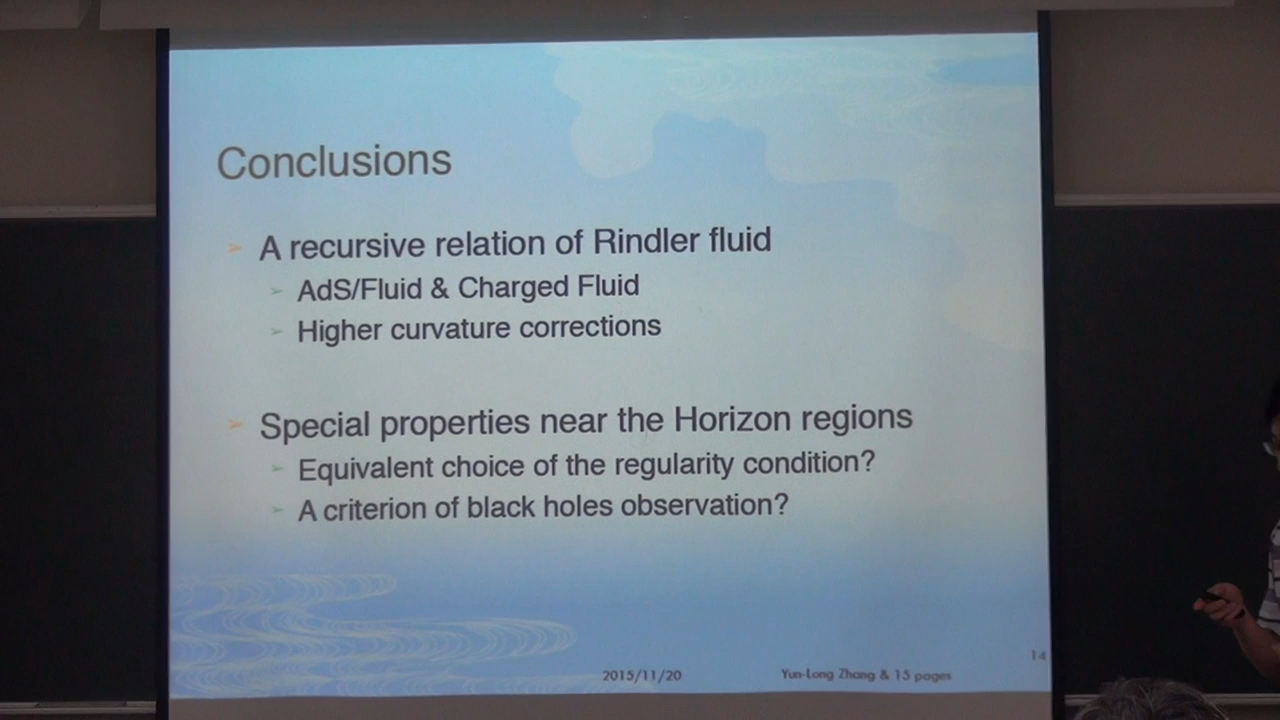 Conclusions
A recursive relation of Rindler fluid
AdS/Fluid & Charged Fluid
Higher curvature corrections
Special properties near the Horizon regions
Equivalent choice of the regularity condition?
A criterion of black holes observation?
14
2015/11/20
Yun-Long Zhang & 15 pages